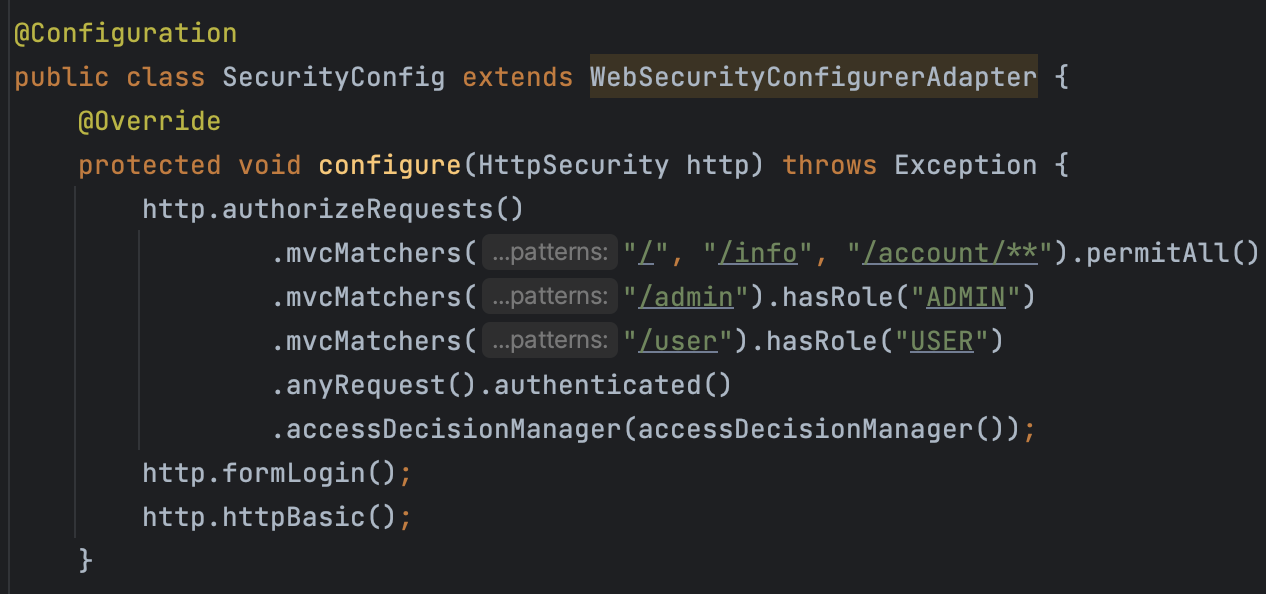 @Configuration
public class SecurityConfig extends WebSecurityConfigurerAdapter {
    @Override
    protected void configure(HttpSecurity http) throws Exception {
        http.authorizeRequests()
                .mvcMatchers( ...patterns: "/", "/info", "/account/**").permitAll()
                .mvcMatchers( ...patterns: "/admin").hasRole("ADMIN")
                .mvcMatchers( ...patterns: "/user").hasRole("USER")
                .anyRequest().authenticated()
                .accessDecisionManager(accessDecisionManager());
        http.formLogin();
        http.httpBasic();
    }